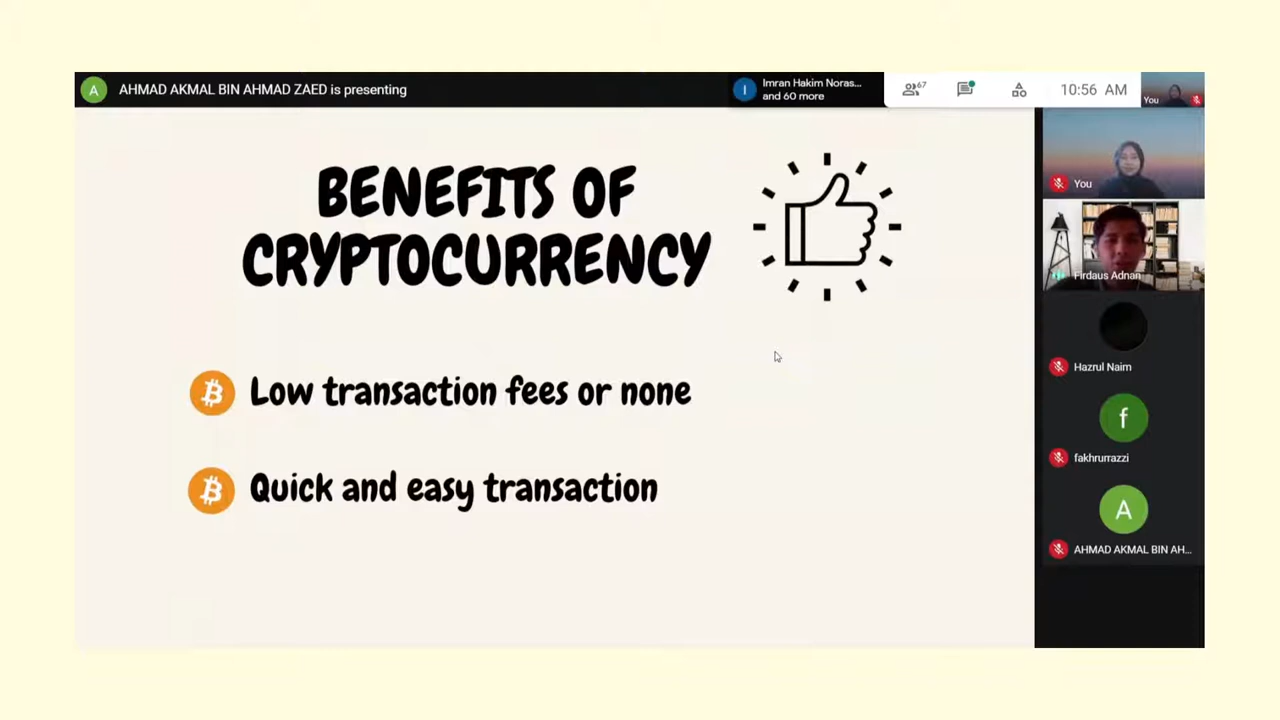 A
AHMAD AKMAL BIN AHMAD ZAED is presenting
I
Imran Hakim Noras...
and 60 more
67
10:56 AM
You
BENEFITS OF
CRYPTOCURRENCY
Low transaction fees or none
Quick and easy transaction
You
Firdaus Adnan
Hazrul Naim
f
fakhrurrazzi
A
AHMAD AKMAL BIN AH...